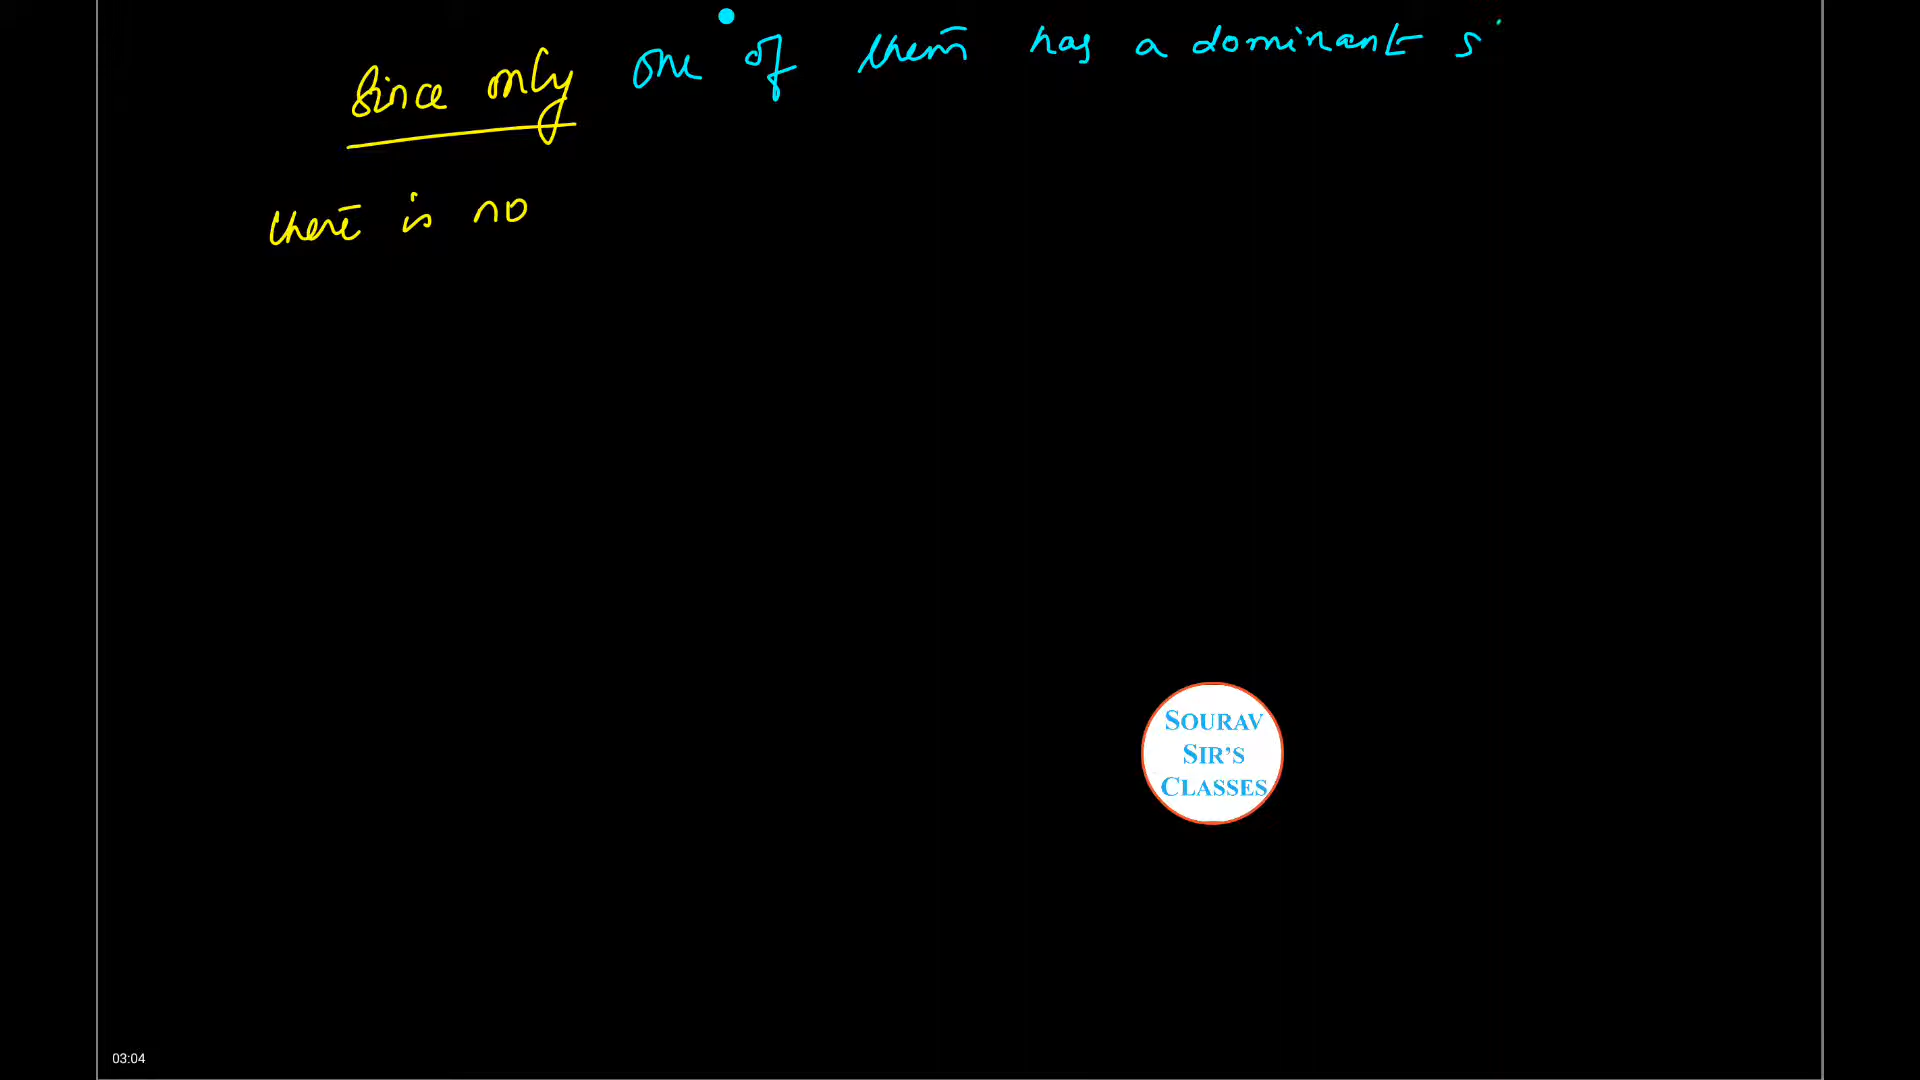 Since only one of them has a dominant s
there is no
SOURAV
SIR'S
CLASSES
03:04